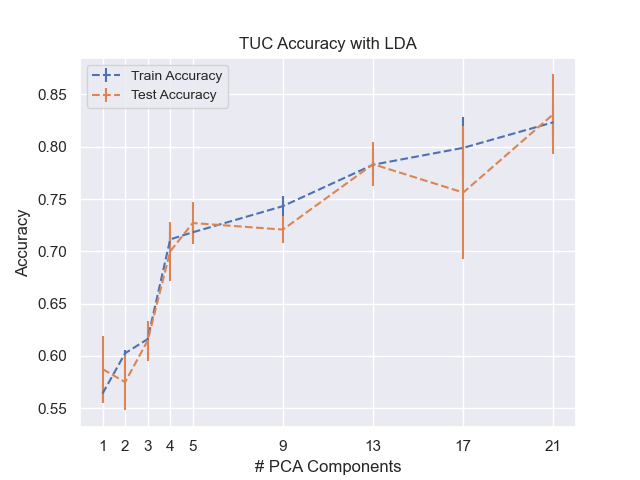 TUC Accuracy with LDA
Train Accuracy
Test Accuracy
Accuracy
0.85
0.80
0.75
0.70
0.65
0.60
0.55
1 2 3 4 5 9 13 17 21
# PCA Components